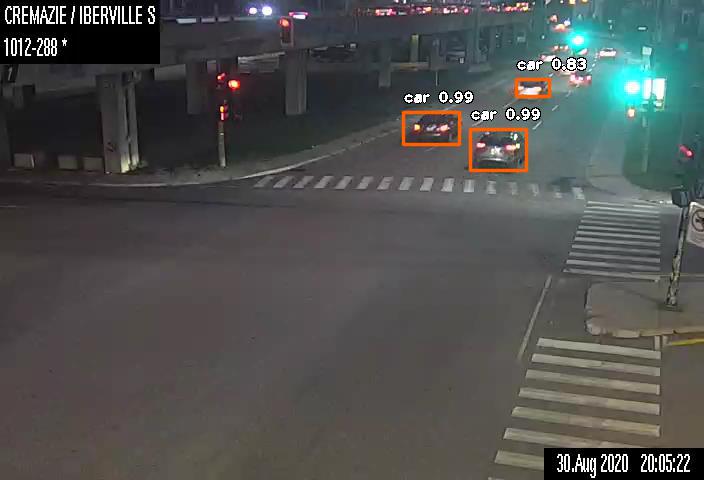 CREMAZIE / IBERVILLE S
1012-288 *
car 0.83
car 0.99
car 0.99
30.Aug 2020 20:05:22